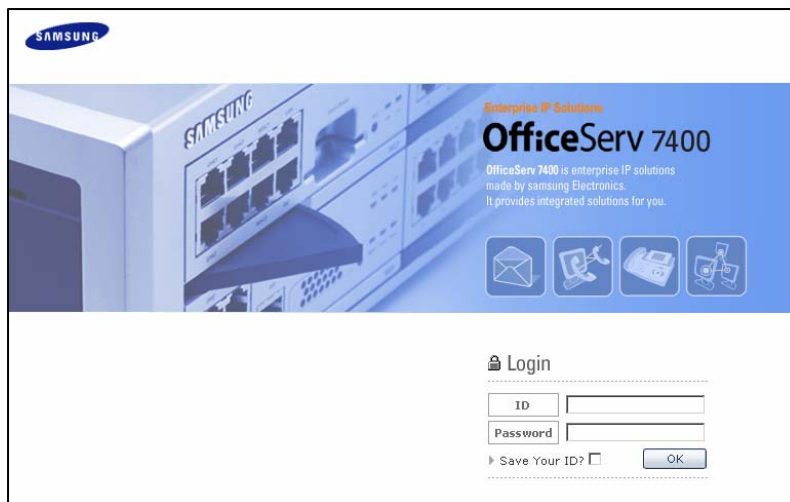 SAMSUNG
SAMSUNG
Enterprise IP Solutions
OfficeServ 7400
OfficeServ 7400 is enterprise IP solutions
made by samsung Electronics.
It provides integrated solutions for you.
Login
ID
Password
Save Your ID?
OK